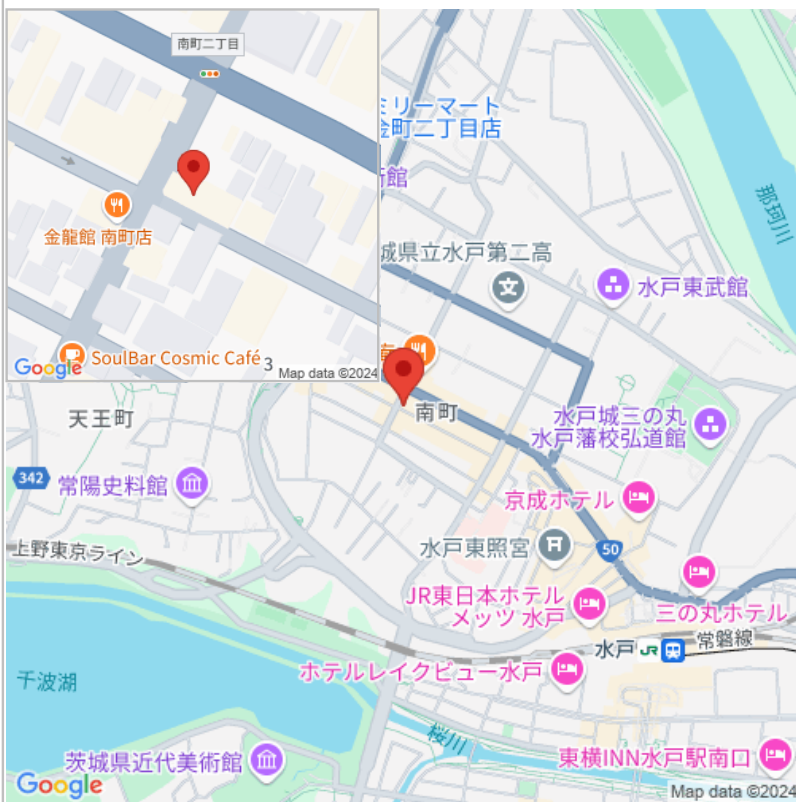 南町二丁目
金龍館 南町店
SoulBar Cosmic Café
3
Google
Map data ©2024
ミリーマート
金町二丁目店
術館
城県立水戸第二高
水戸東武館
那珂川
南町
水戸城三の丸
水戸藩校弘道館
天王町
342
常陽史料館
京成ホテル
上野東京ライン
水戸東照宮
50
JR東日本ホテル
メッツ 水戸
三の丸ホテル
水戸
JR
常磐線
ホテルレイクビュー水戸
千波湖
桜川
茨城県近代美術館
東横INN水戸駅南口
Google
Map data ©2024